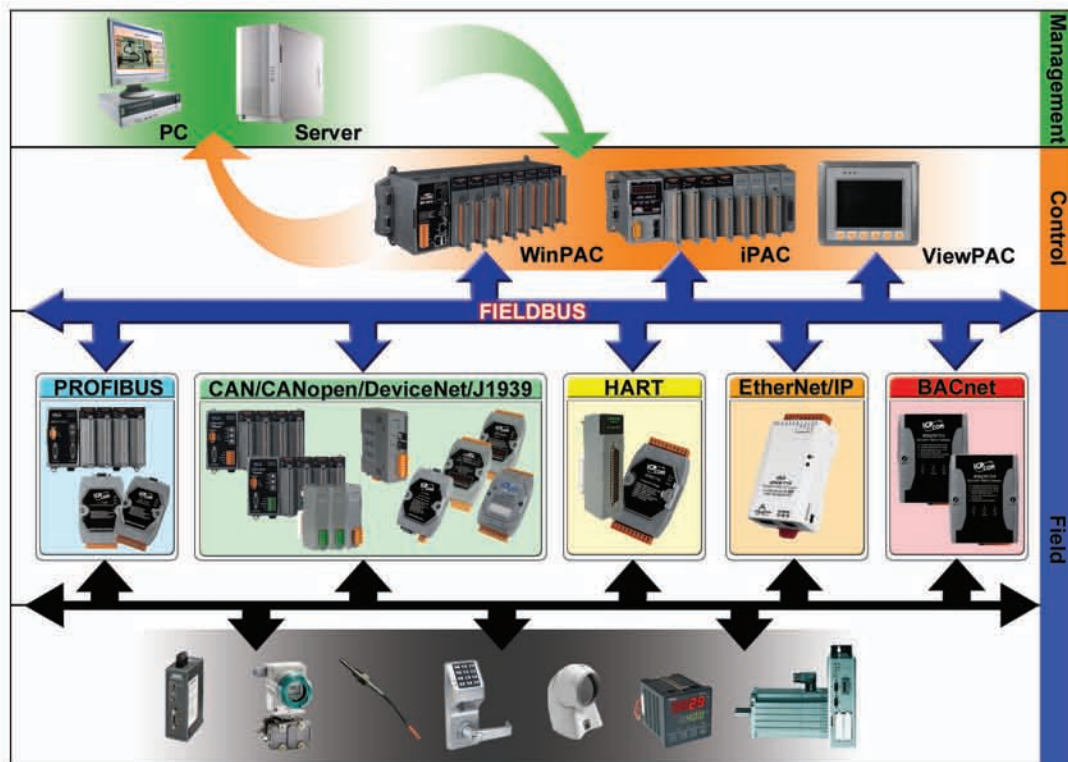 Management
PC
Server
Control
WinPAC
iPAC
ViewPAC
FIELDBUS
Field
PROFIBUS
CAN/CANopen/DeviceNet/J1939
HART
EtherNet/IP
BACnet